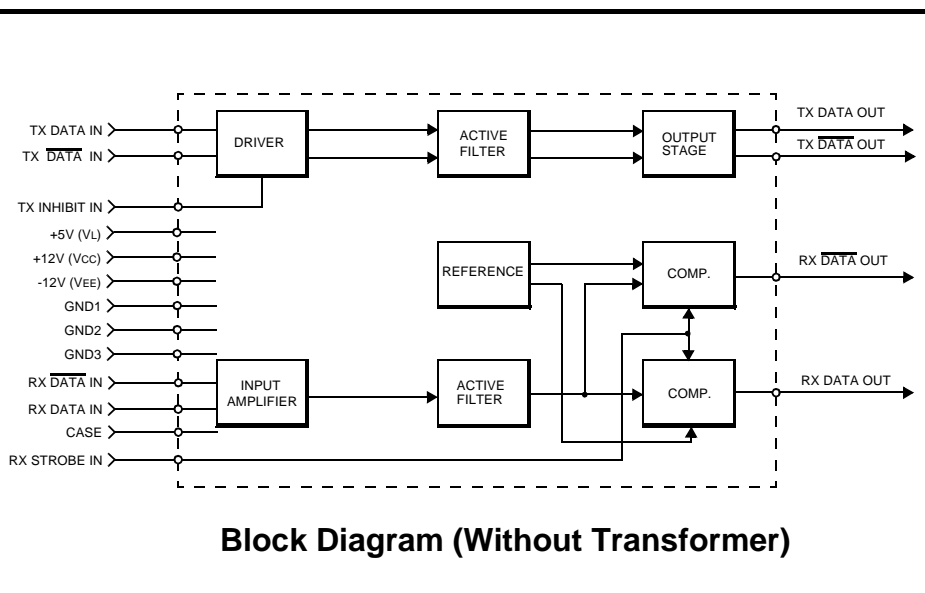 TX DATA IN
TX DATA IN
TX INHIBIT IN
+5V (VL)
+12V (VCC)
-12V (VEE)
GND1
GND2
GND3
RX DATA IN
RX DATA IN
CASE
RX STROBE IN
DRIVER
ACTIVE
FILTER
OUTPUT
STAGE
TX DATA OUT
TX DATA OUT
REFERENCE
COMP.
RX DATA OUT
INPUT
AMPLIFIER
ACTIVE
FILTER
COMP.
RX DATA OUT
Block Diagram (Without Transformer)